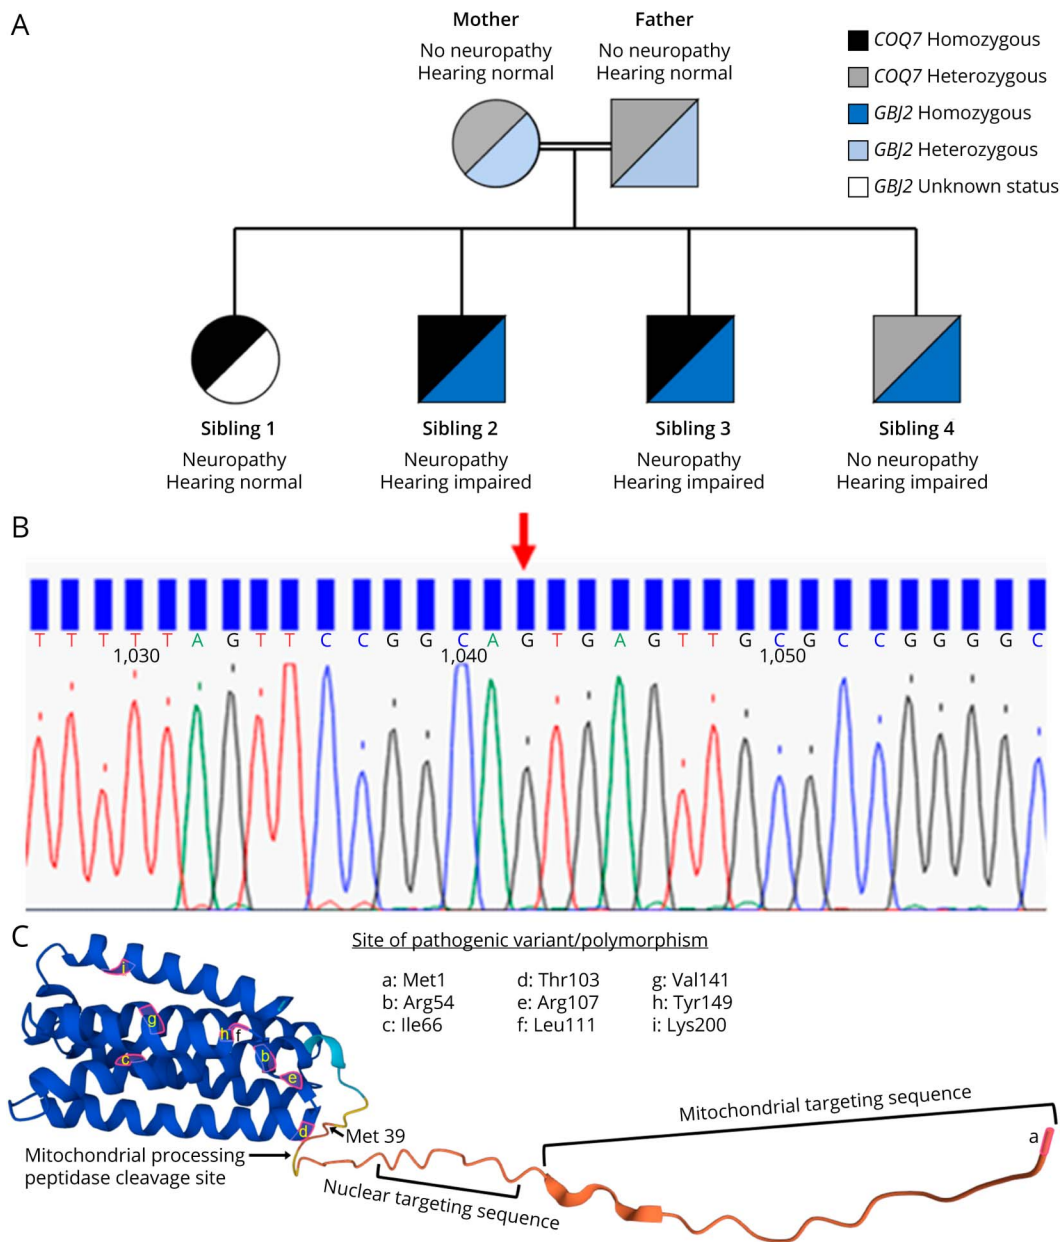 A
Mother
No neuropathy
Hearing normal
Father
No neuropathy
Hearing normal
COQ7 Homozygous
COQ7 Heterozygous
GBJ2 Homozygous
GBJ2 Heterozygous
GBJ2 Unknown status
Sibling 1
Neuropathy
Hearing normal
Sibling 2
Neuropathy
Hearing impaired
Sibling 3
Neuropathy
Hearing impaired
Sibling 4
No neuropathy
Hearing impaired
B
T T T T T A G T T C C G G C A G T G A G T T G C G C C G G G G C
1,030 1,040 1,050
C
Site of pathogenic variant/polymorphism
a: Met1 d: Thr103 g: Val141
b: Arg54 e: Arg107 h: Tyr149
c: Ile66 f: Leu111 i: Lys200
i
g
h f
c
b
e
d
Met 39
Mitochondrial processing
peptidase cleavage site
Nuclear targeting sequence
Mitochondrial targeting sequence
a